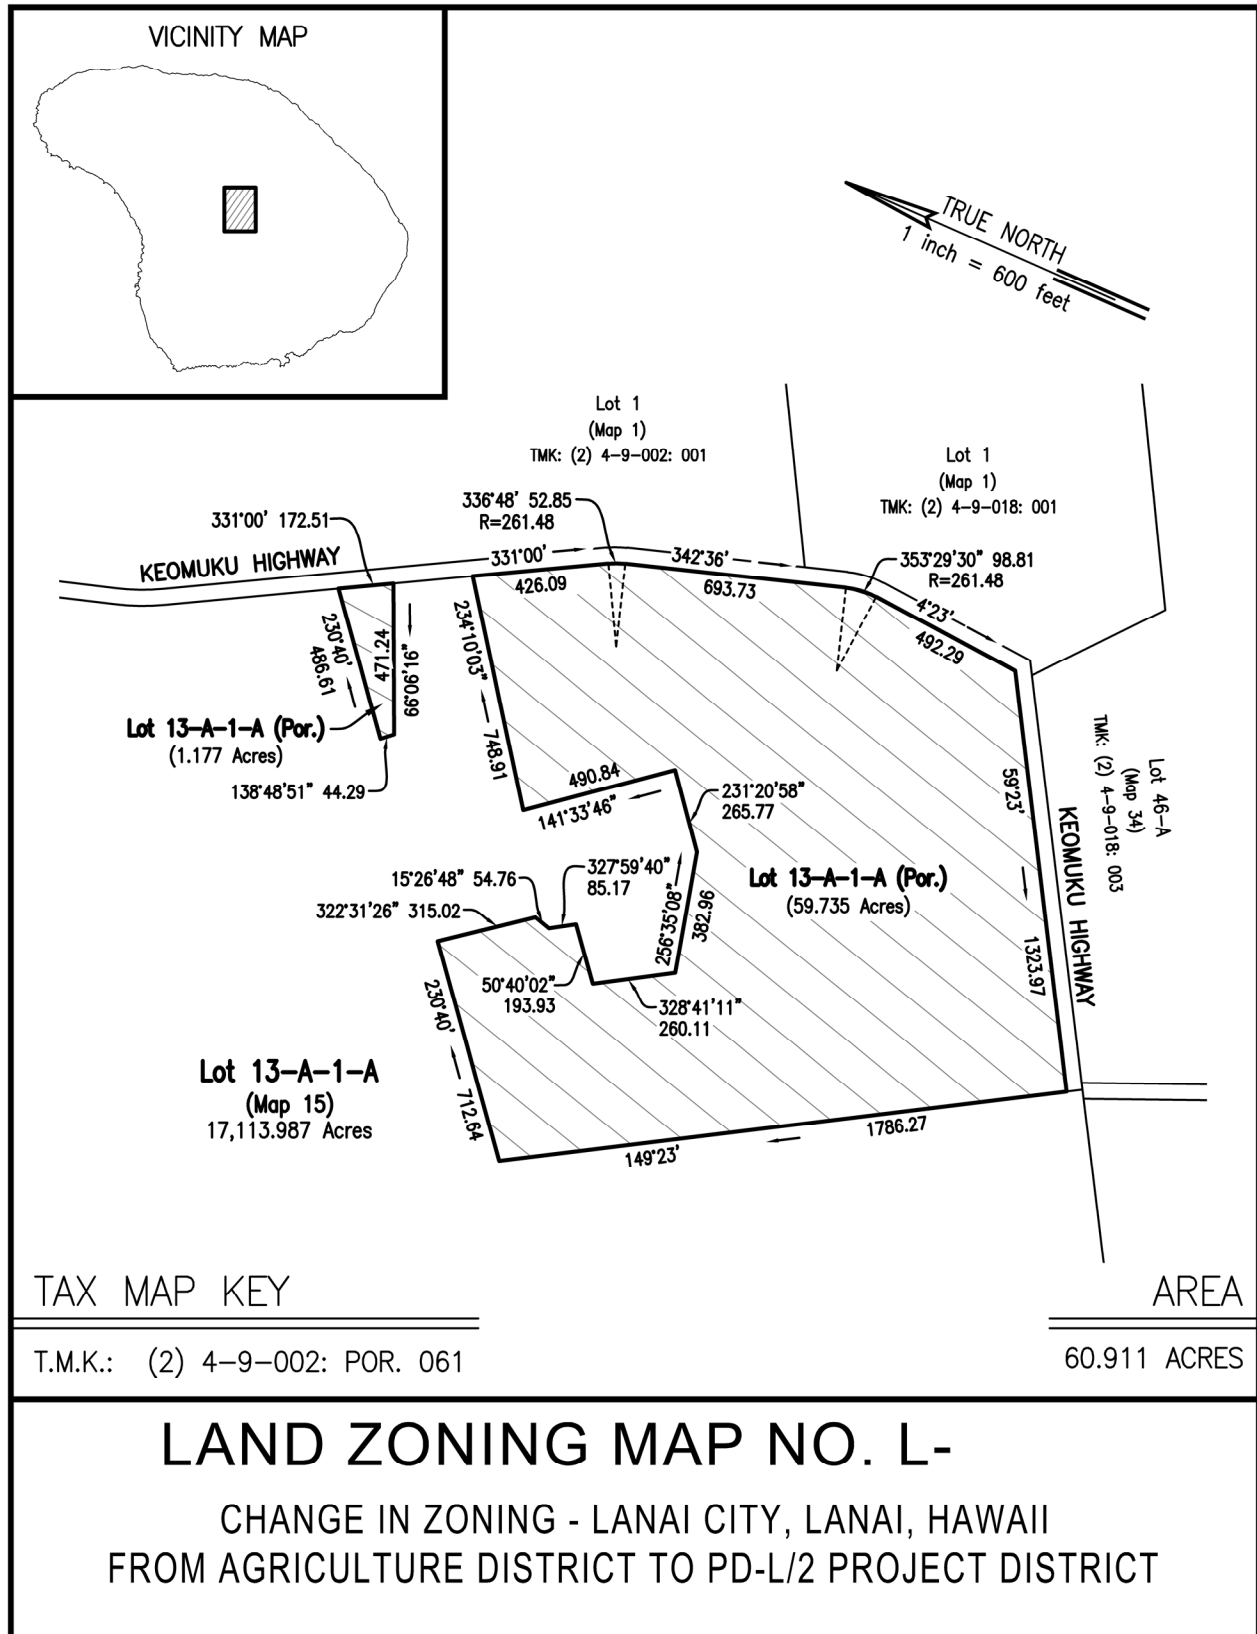 VICINITY MAP
TRUE NORTH
1 inch = 600 feet
Lot 1
(Map 1)
TMK: (2) 4-9-002: 001
Lot 1
(Map 1)
TMK: (2) 4-9-018: 001
336°48' 52.85
R=261.48
331°00' 172.51
KEOMUKU HIGHWAY
331°00'
426.09
342°36'
693.73
353°29'30" 98.81
R=261.48
4°23'
492.29
230°40'
486.61
471.24
66°06'16"
234°10'03"
748.91
Lot 13-A-1-A (Por.)
(1.177 Acres)
138°48'51" 44.29
490.84
141°33'46"
231°20'58"
265.77
59°23'
1323.97
KEOMUKU HIGHWAY
Lot 46-A
(Map 34)
TMK: (2) 4-9-018: 003
327°59'40"
85.17
15°26'48" 54.76
322°31'26" 315.02
256°35'08"
382.96
Lot 13-A-1-A (Por.)
(59.735 Acres)
50°40'02"
193.93
328°41'11"
260.11
230°40'
712.64
Lot 13-A-1-A
(Map 15)
17,113.987 Acres
149°23'
1786.27
TAX MAP KEY
AREA
T.M.K.: (2) 4-9-002: POR. 061
60.911 ACRES
LAND ZONING MAP NO. L-
CHANGE IN ZONING - LANAI CITY, LANAI, HAWAII
FROM AGRICULTURE DISTRICT TO PD-L/2 PROJECT DISTRICT